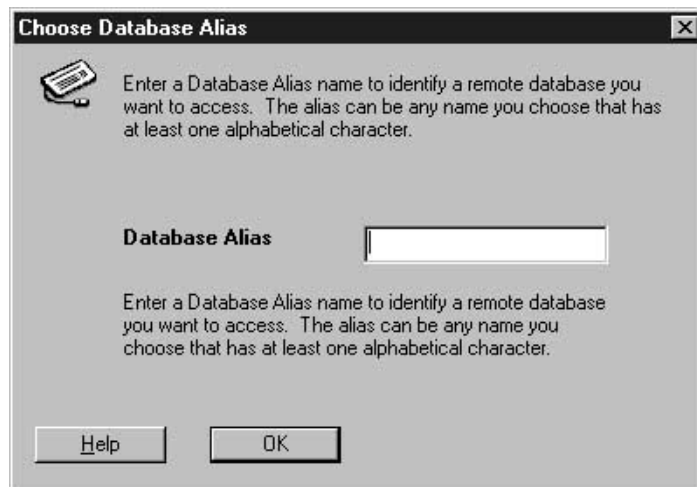 Choose Database Alias
Enter a Database Alias name to identify a remote database you
want to access. The alias can be any name you choose that has
at least one alphabetical character.
Database Alias
Enter a Database Alias name to identify a remote database
you want to access. The alias can be any name you
choose that has at least one alphabetical character.
Help
OK